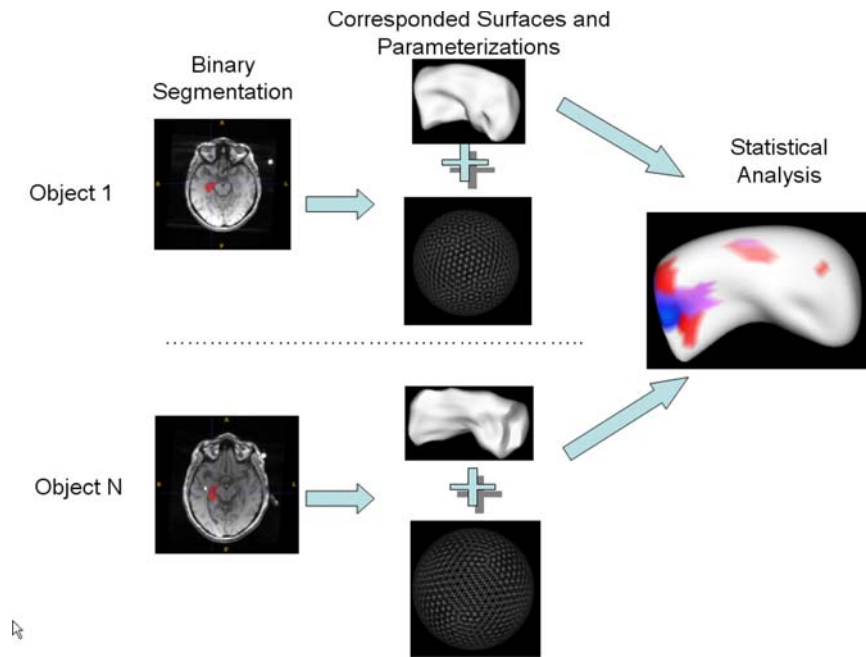 Corresponded Surfaces and
Parameterizations
Binary
Segmentation
Statistical
Analysis
Object 1
Object N